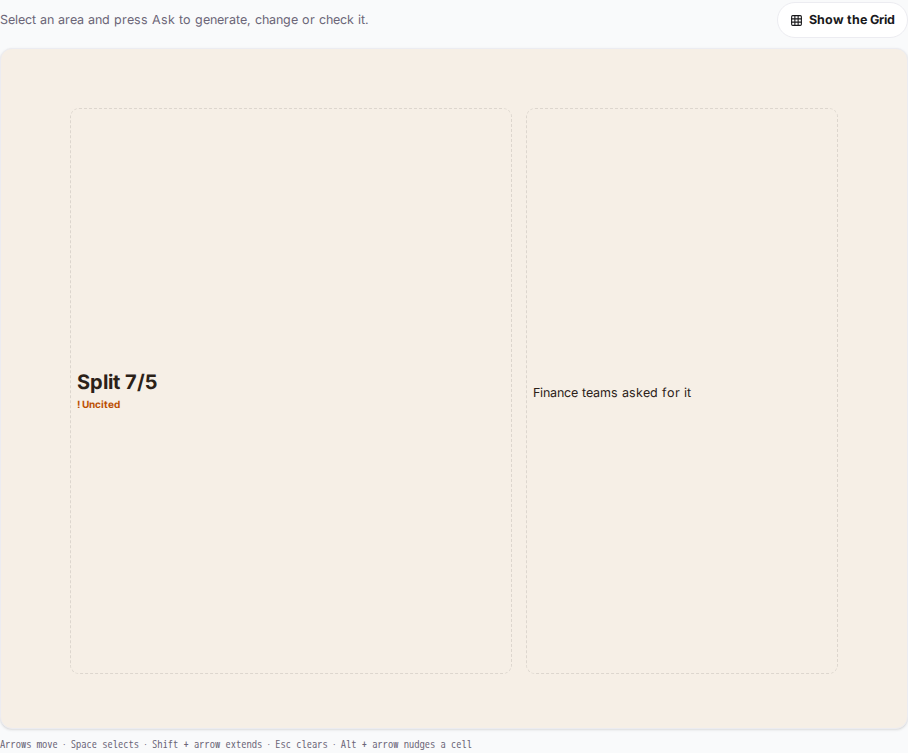 Select an area and press Ask to generate, change or check it.
Show the Grid
Split 7/5
! Uncited
Finance teams asked for it
Arrows move · Space selects · Shift + arrow extends · Esc clears · Alt + arrow nudges a cell